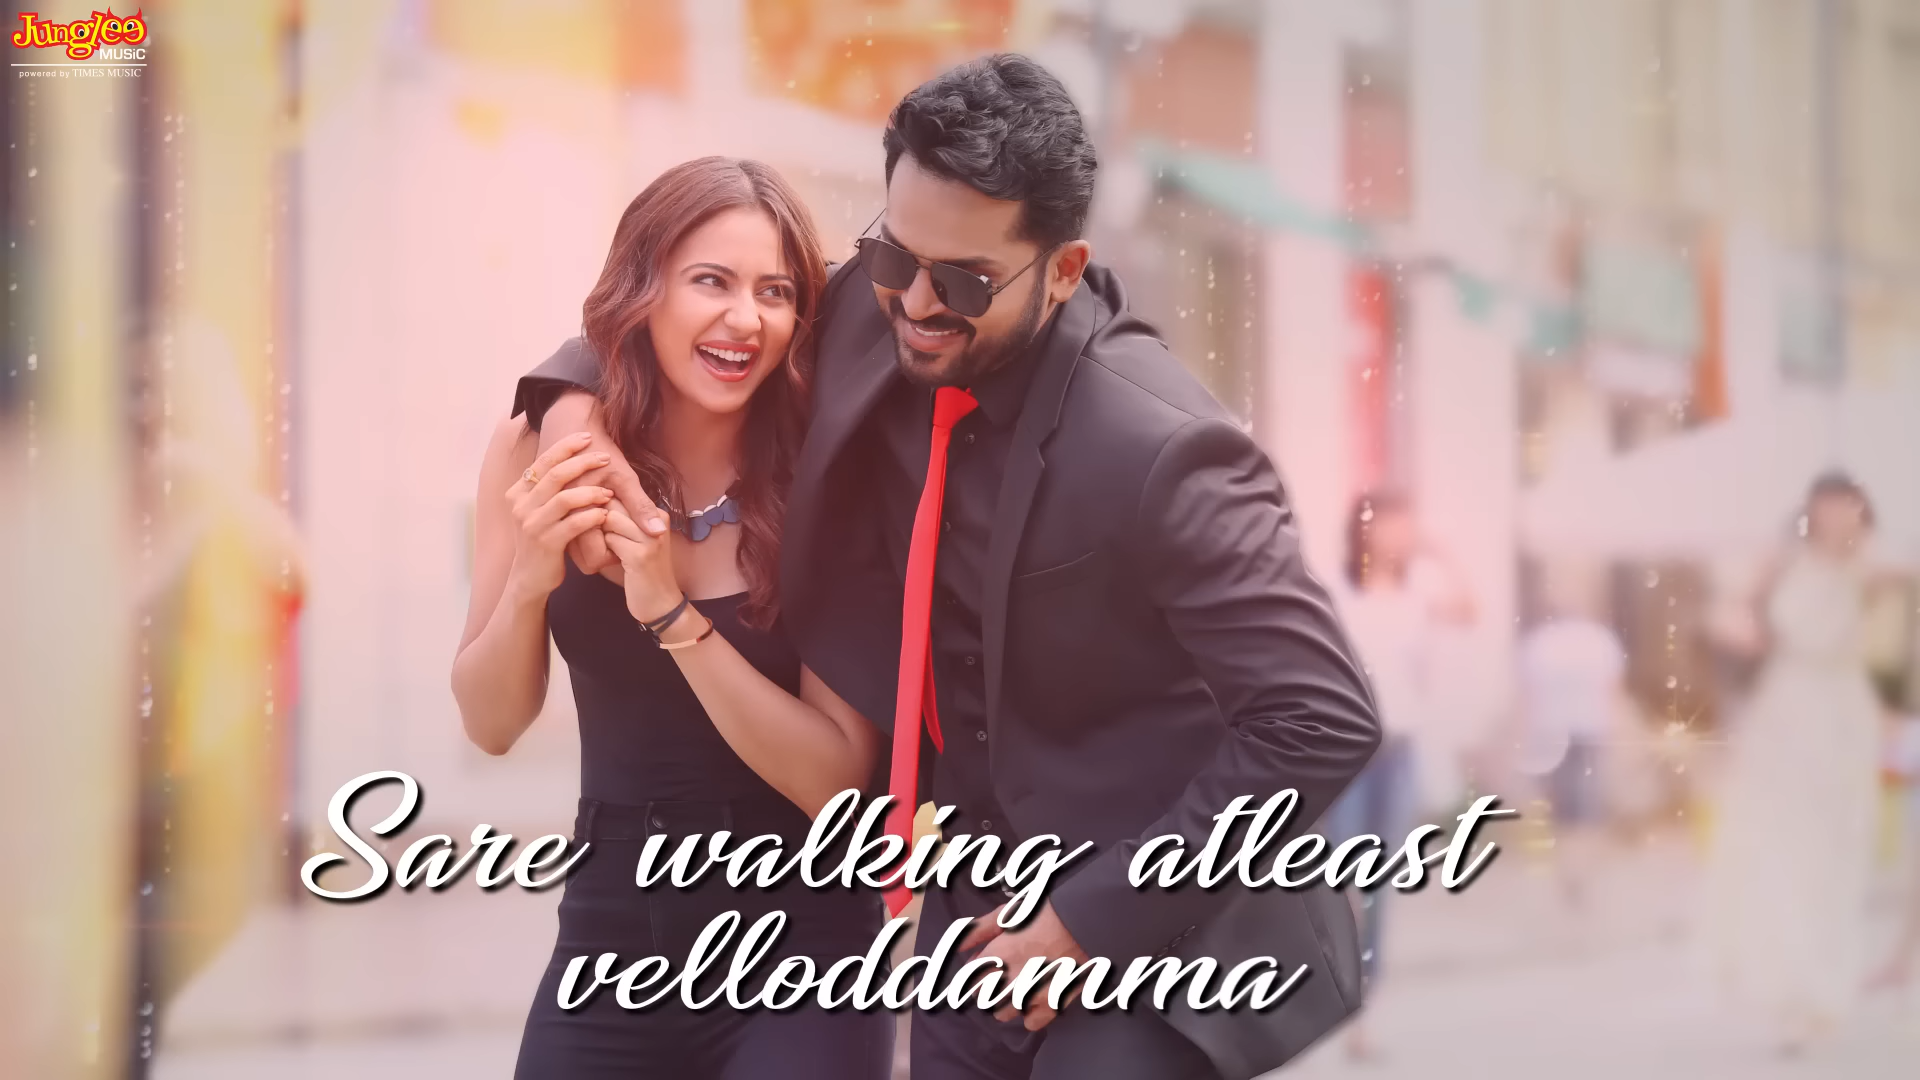 Junglee
MUSIC
powered by TIMES MUSIC
Sare walking atleast
velloddamma